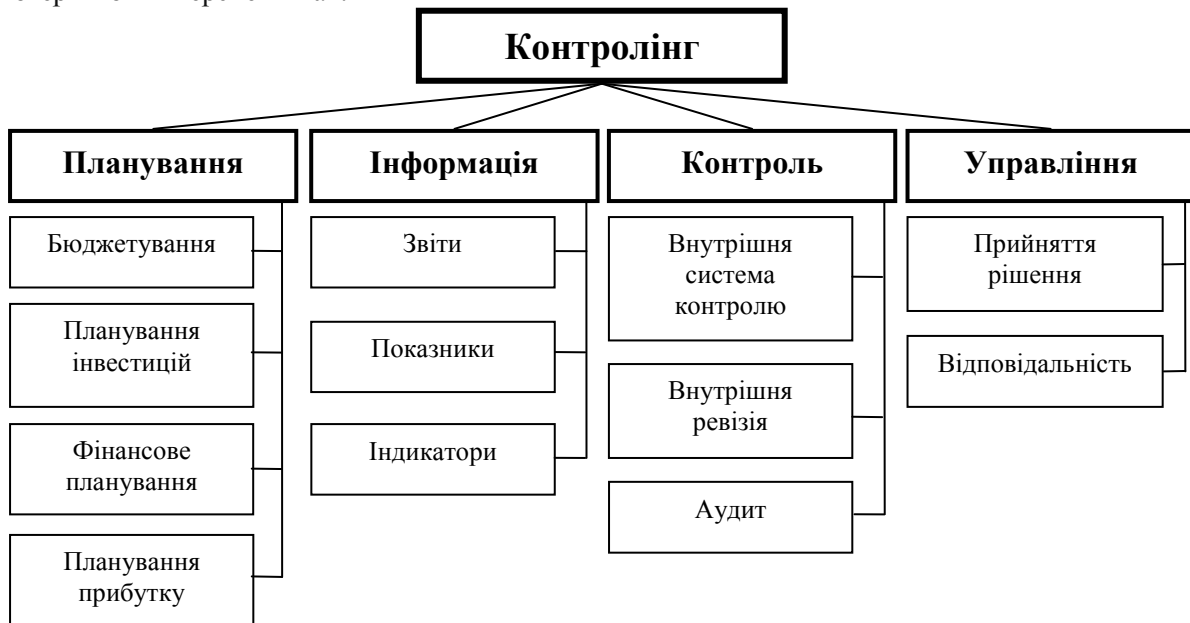 Контролінг
Планування
Інформація
Контроль
Управління
Бюджетування
Планування
інвестицій
Фінансове
планування
Планування
прибутку
Звіти
Показники
Індикатори
Внутрішня
система
контролю
Внутрішня
ревізія
Аудит
Прийняття
рішення
Відповідальність